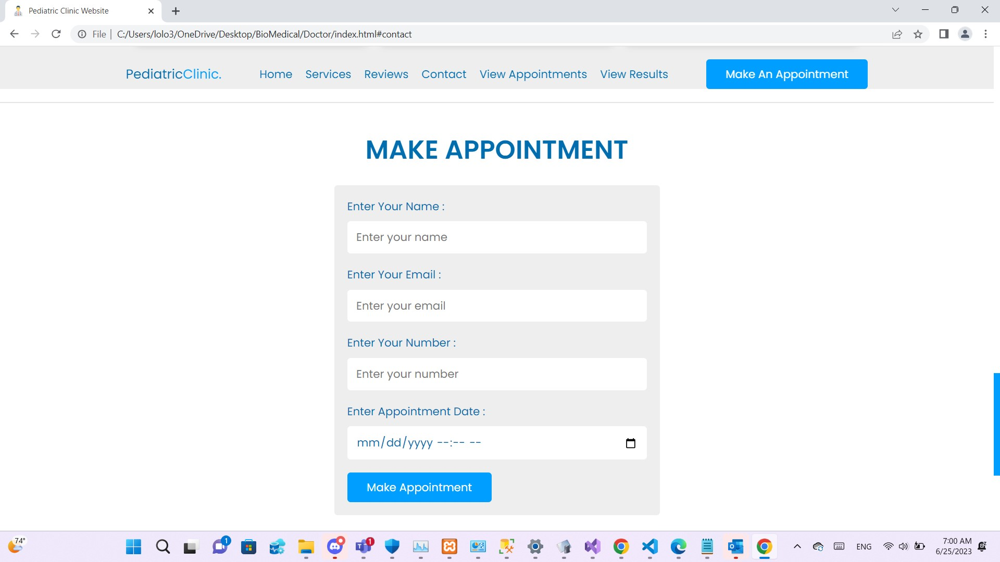 Pediatric Clinic Website
File | C:/Users/lolo3/OneDrive/Desktop/BioMedical/Doctor/index.html#contact
PediatricClinic. Home Services Reviews Contact View Appointments View Results Make An Appointment
MAKE APPOINTMENT
Enter Your Name :
Enter your name
Enter Your Email :
Enter your email
Enter Your Number :
Enter your number
Enter Appointment Date :
mm/dd/yyyy --:-- --
Make Appointment
74°
1
1
ENG
7:00 AM
6/25/2023